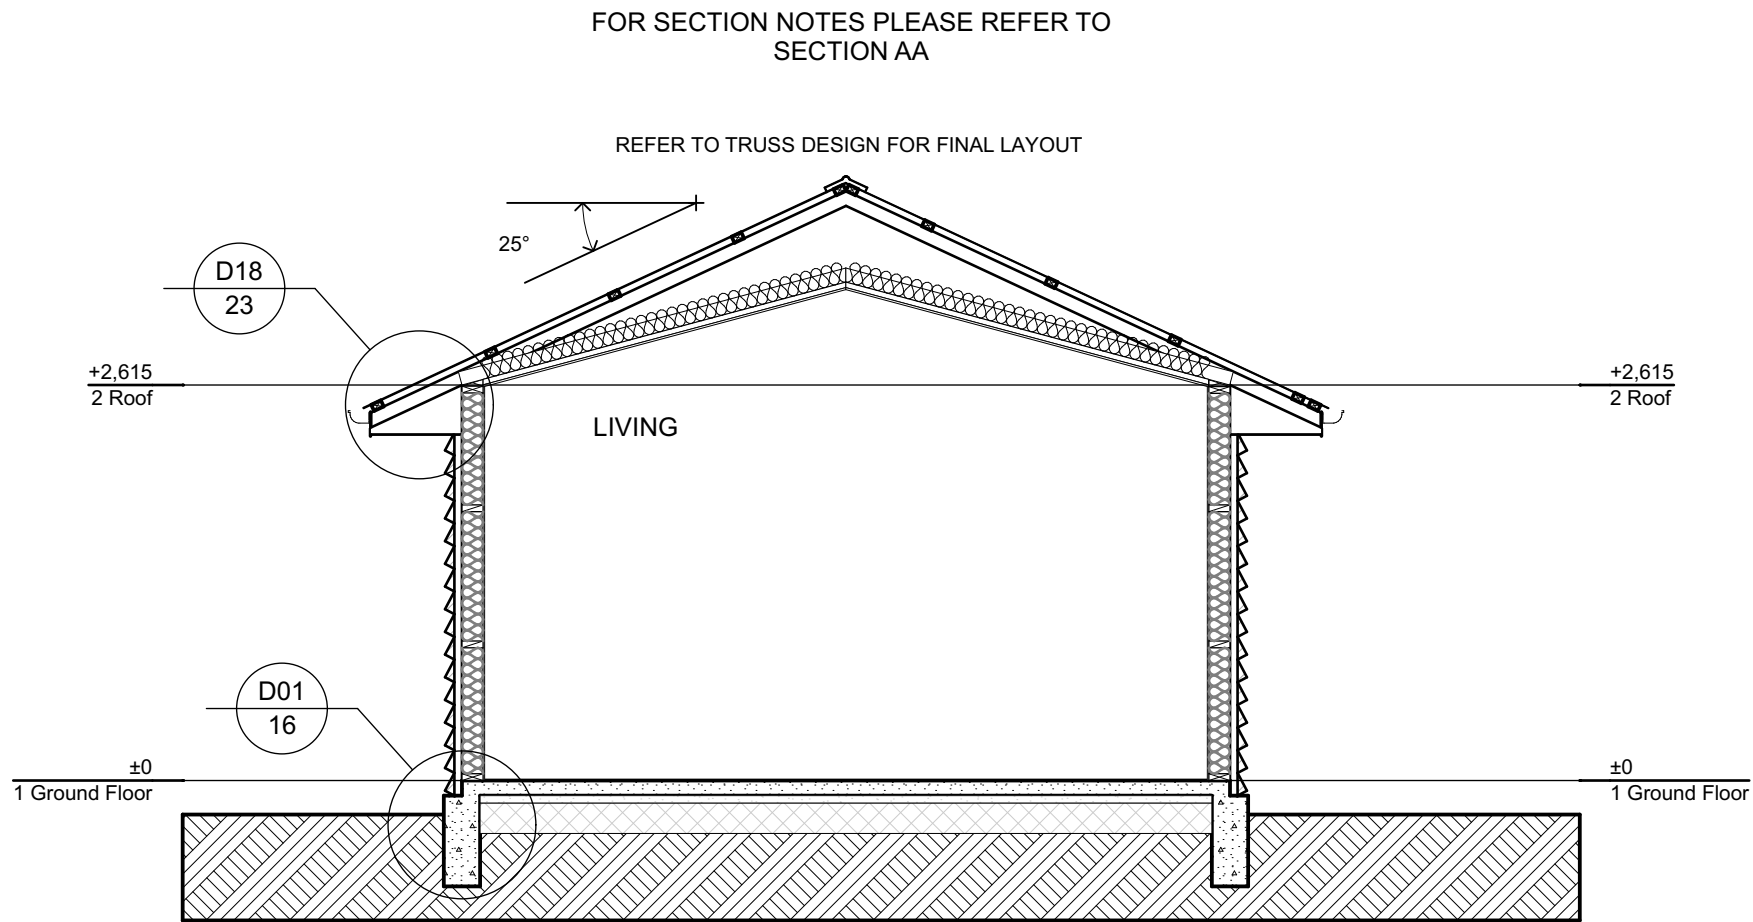 FOR SECTION NOTES PLEASE REFER TO
SECTION AA
REFER TO TRUSS DESIGN FOR FINAL LAYOUT
25°
D18
23
+2,615
2 Roof
+2,615
2 Roof
LIVING
D01
16
±0
1 Ground Floor
±0
1 Ground Floor